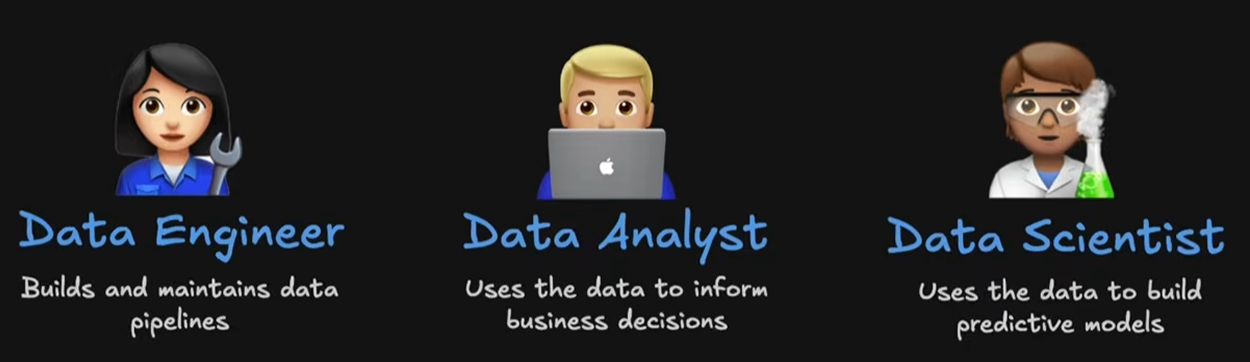 Data Engineer
Builds and maintains data
pipelines
Data Analyst
Uses the data to inform
business decisions
Data Scientist
Uses the data to build
predictive models